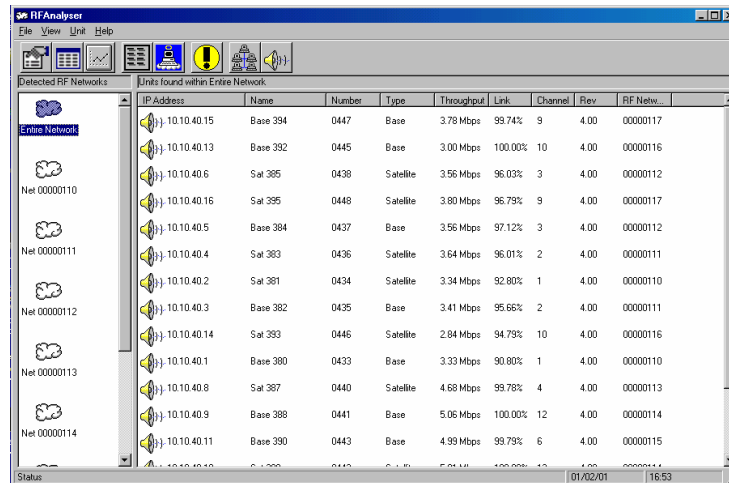 RFAnalyser
File View Unit Help
Detected RF Networks
Units found within Entire Network
Entire Network
Net 00000110
Net 00000111
Net 00000112
Net 00000113
Net 00000114
IP Address Name Number Type Throughput Link Channel Rev RF Netw...
10.10.40.15 Base 394 0447 Base 3.78 Mbps 99.74% 9 4.00 00000117
10.10.40.13 Base 392 0445 Base 3.00 Mbps 100.00% 10 4.00 00000116
10.10.40.6 Sat 385 0438 Satellite 3.56 Mbps 96.03% 3 4.00 00000112
10.10.40.16 Sat 395 0448 Satellite 3.80 Mbps 96.79% 9 4.00 00000117
10.10.40.5 Base 384 0437 Base 3.56 Mbps 97.12% 3 4.00 00000112
10.10.40.4 Sat 383 0436 Satellite 3.64 Mbps 96.01% 2 4.00 00000111
10.10.40.2 Sat 381 0434 Satellite 3.34 Mbps 92.80% 1 4.00 00000110
10.10.40.3 Base 382 0435 Base 3.41 Mbps 95.66% 2 4.00 00000111
10.10.40.14 Sat 393 0446 Satellite 2.84 Mbps 94.79% 10 4.00 00000116
10.10.40.1 Base 380 0433 Base 3.33 Mbps 90.80% 1 4.00 00000110
10.10.40.8 Sat 387 0440 Satellite 4.68 Mbps 99.78% 4 4.00 00000113
10.10.40.9 Base 388 0441 Base 5.06 Mbps 100.00% 12 4.00 00000114
10.10.40.11 Base 390 0443 Base 4.99 Mbps 99.79% 6 4.00 00000115
Status 01/02/01 16:53